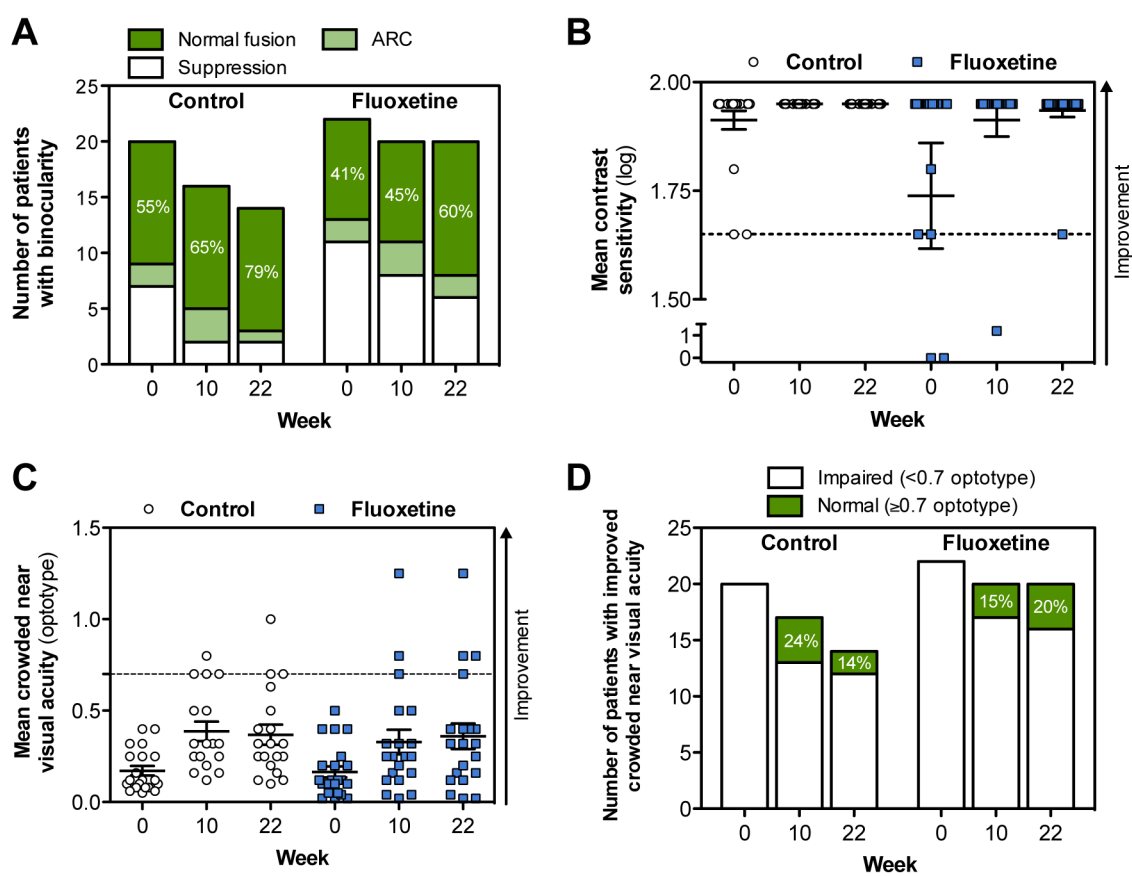 A
Normal fusion
ARC
Suppression
Number of patients
with binocularity
25
20
15
10
5
0
Control
Fluoxetine
55%
65%
79%
41%
45%
60%
0 10 22 0 10 22
Week
B
Control
Fluoxetine
Mean contrast
sensitivity (log)
2.00
1.75
1.50
1
0
Improvement
0 10 22 0 10 22
Week
C
Control
Fluoxetine
Mean crowded near
visual acuity (optotype)
1.5
1.0
0.5
0.0
Improvement
0 10 22 0 10 22
Week
D
Impaired (<0.7 optotype)
Normal (≥0.7 optotype)
Number of patients with improved
crowded near visual acuity
25
20
15
10
5
0
Control
Fluoxetine
24%
14%
15%
20%
0 10 22 0 10 22
Week